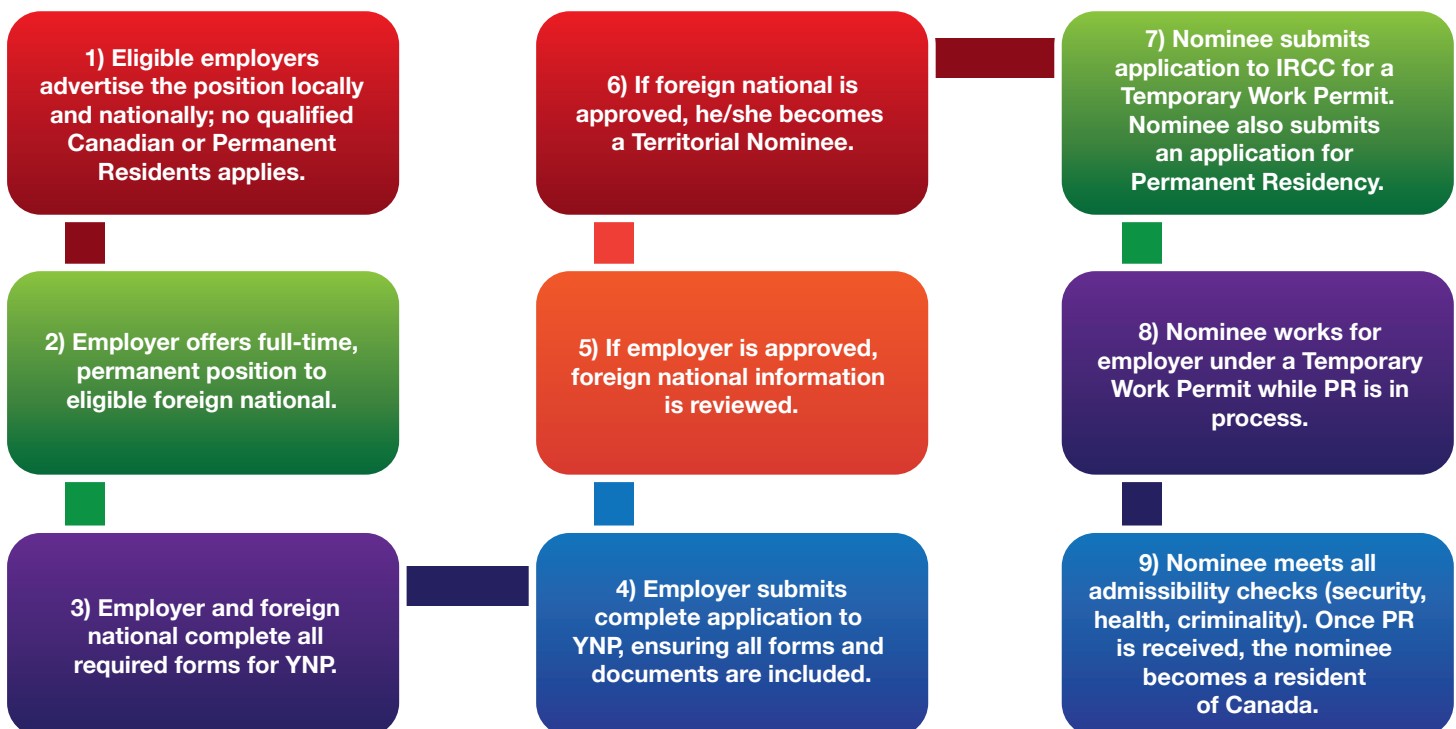 1) Eligible employers
advertise the position locally
and nationally; no qualified
Canadian or Permanent
Residents applies.
2) Employer offers full-time,
permanent position to
eligible foreign national.
3) Employer and foreign
national complete all
required forms for YNP.
4) Employer submits
complete application to
YNP, ensuring all forms and
documents are included.
5) If employer is approved,
foreign national information
is reviewed.
6) If foreign national is
approved, he/she becomes
a Territorial Nominee.
7) Nominee submits
application to IRCC for a
Temporary Work Permit.
Nominee also submits
an application for
Permanent Residency.
8) Nominee works for
employer under a Temporary
Work Permit while PR is in
process.
9) Nominee meets all
admissibility checks (security,
health, criminality). Once PR
is received, the nominee
becomes a resident
of Canada.